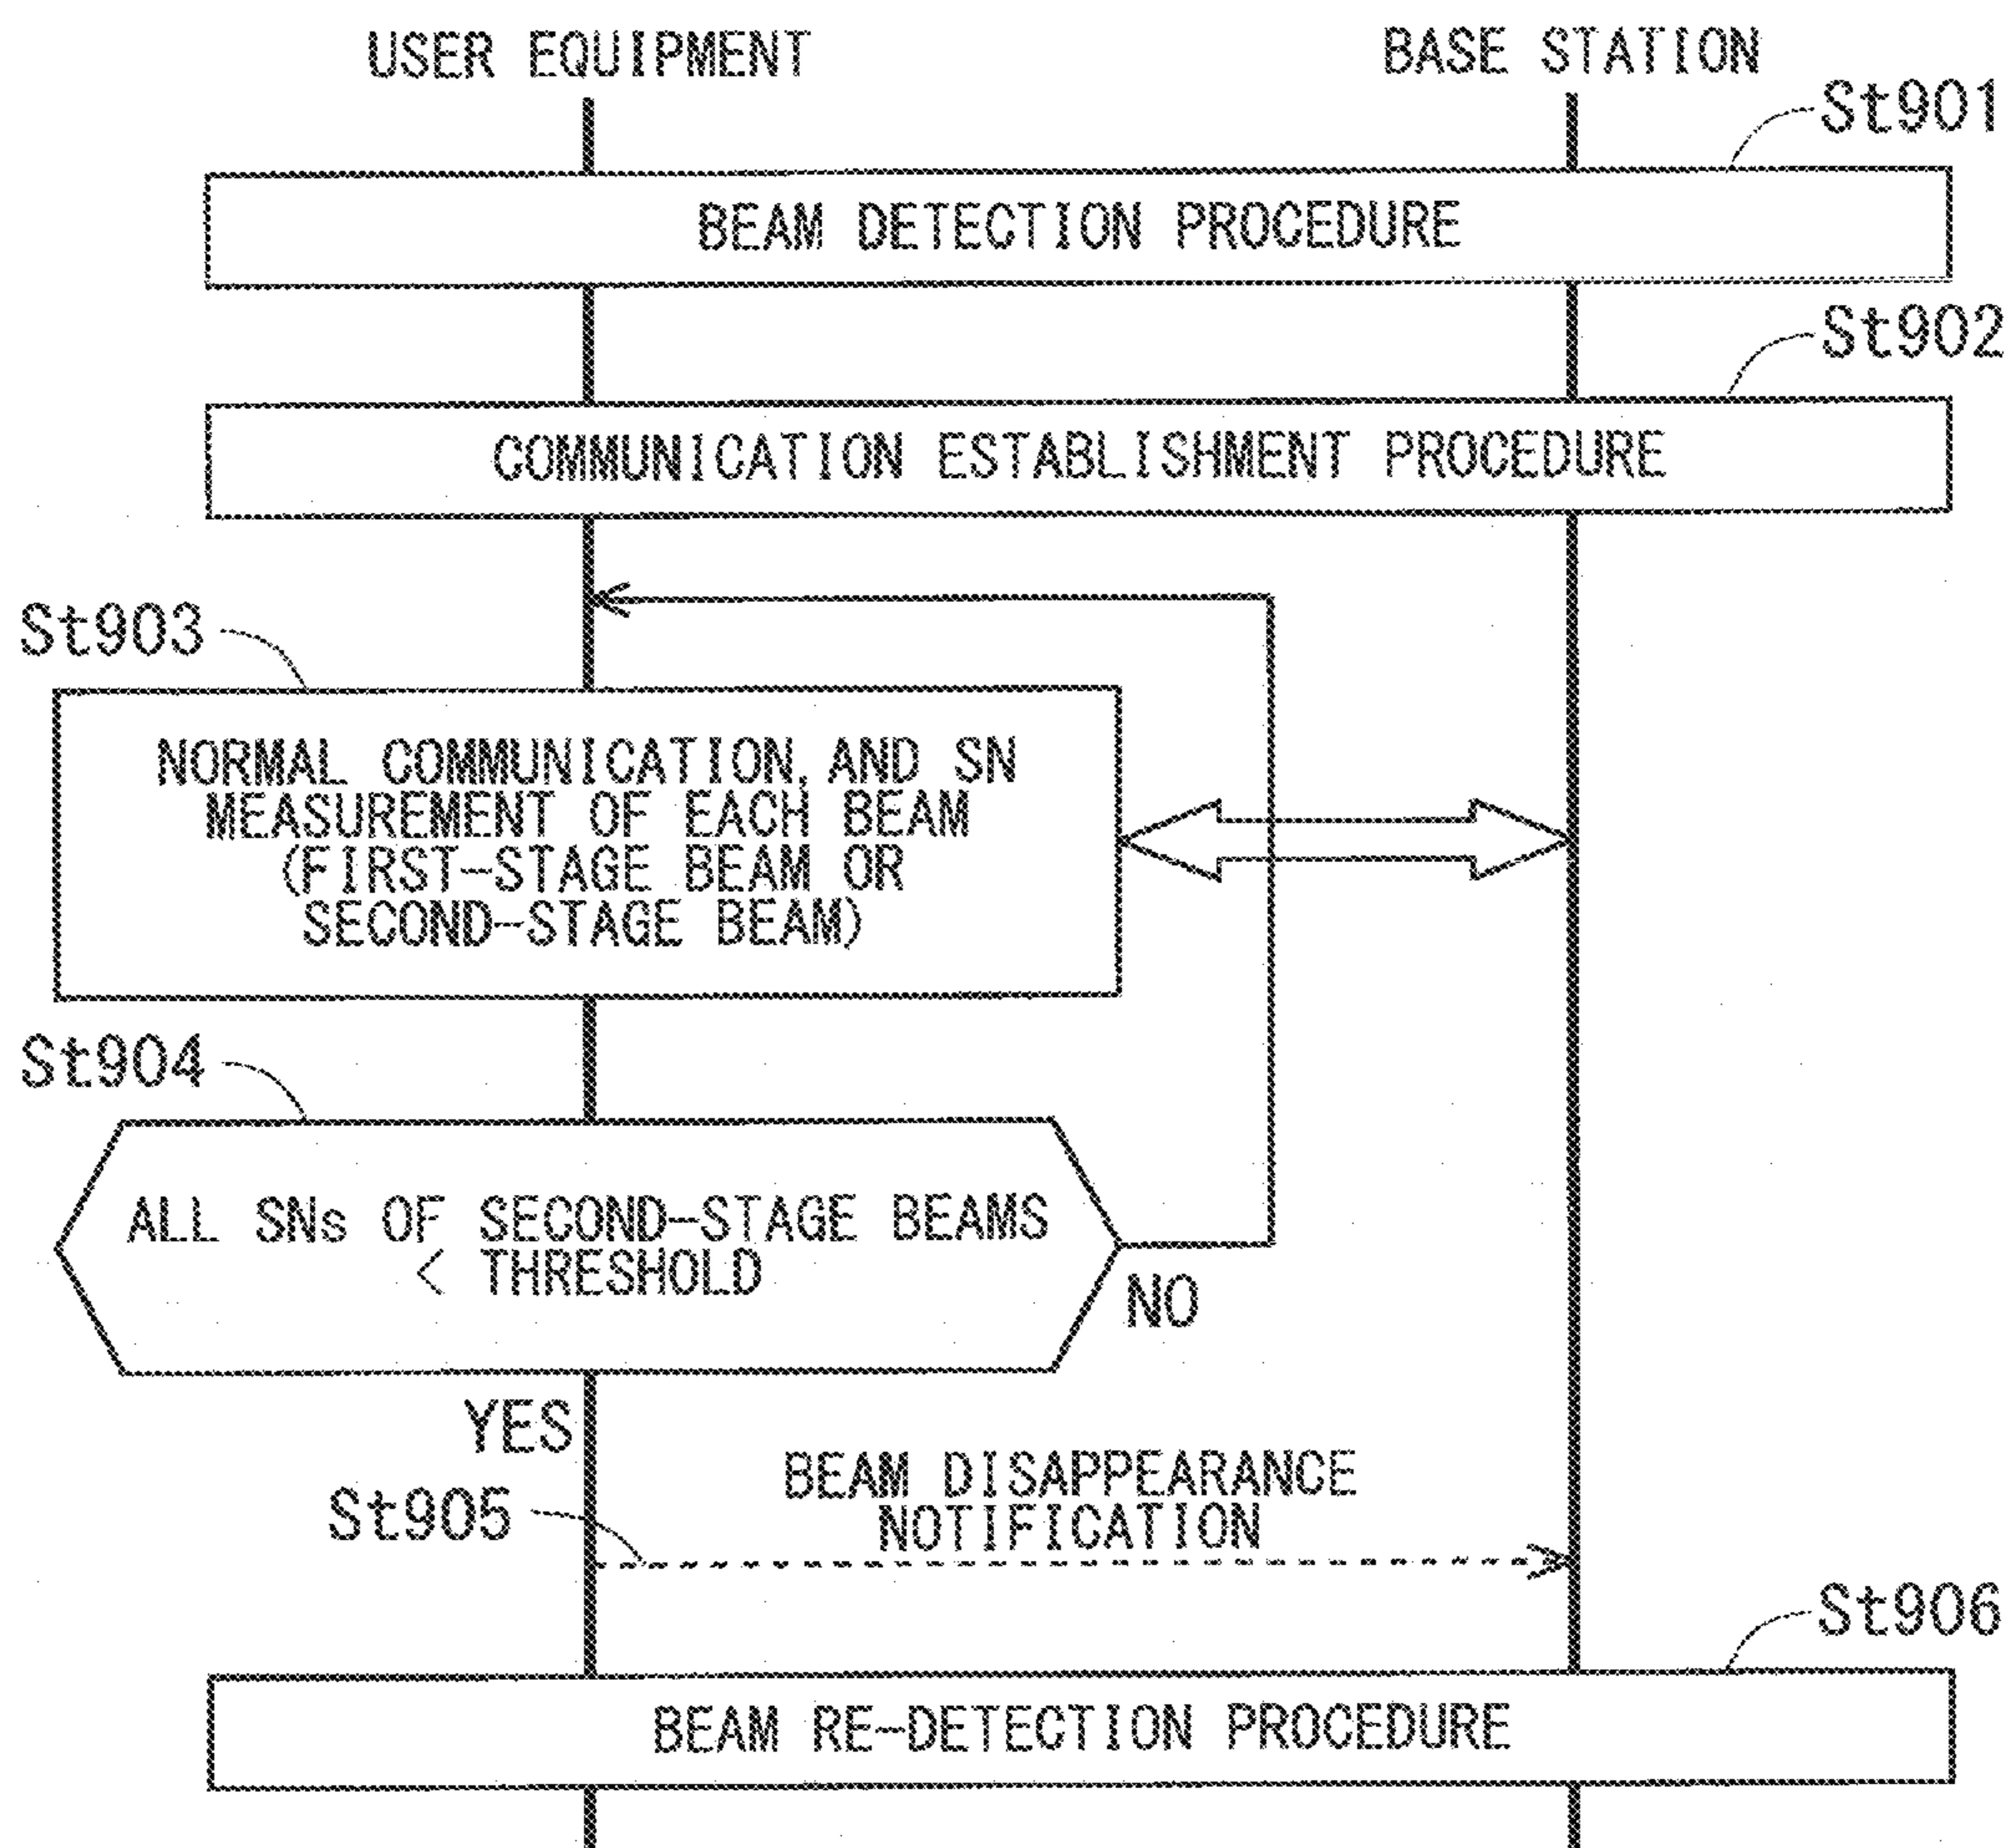 USER EQUIPMENT
BASE STATION
St901
BEAM DETECTION PROCEDURE
St902
COMMUNICATION ESTABLISHMENT PROCEDURE
St903
NORMAL COMMUNICATION, AND SN
MEASUREMENT OF EACH BEAM
(FIRST-STAGE BEAM OR
SECOND-STAGE BEAM)
St904
ALL SNs OF SECOND-STAGE BEAMS
< THRESHOLD
NO
YES
BEAM DISAPPEARANCE
NOTIFICATION
St905
St906
BEAM RE-DETECTION PROCEDURE